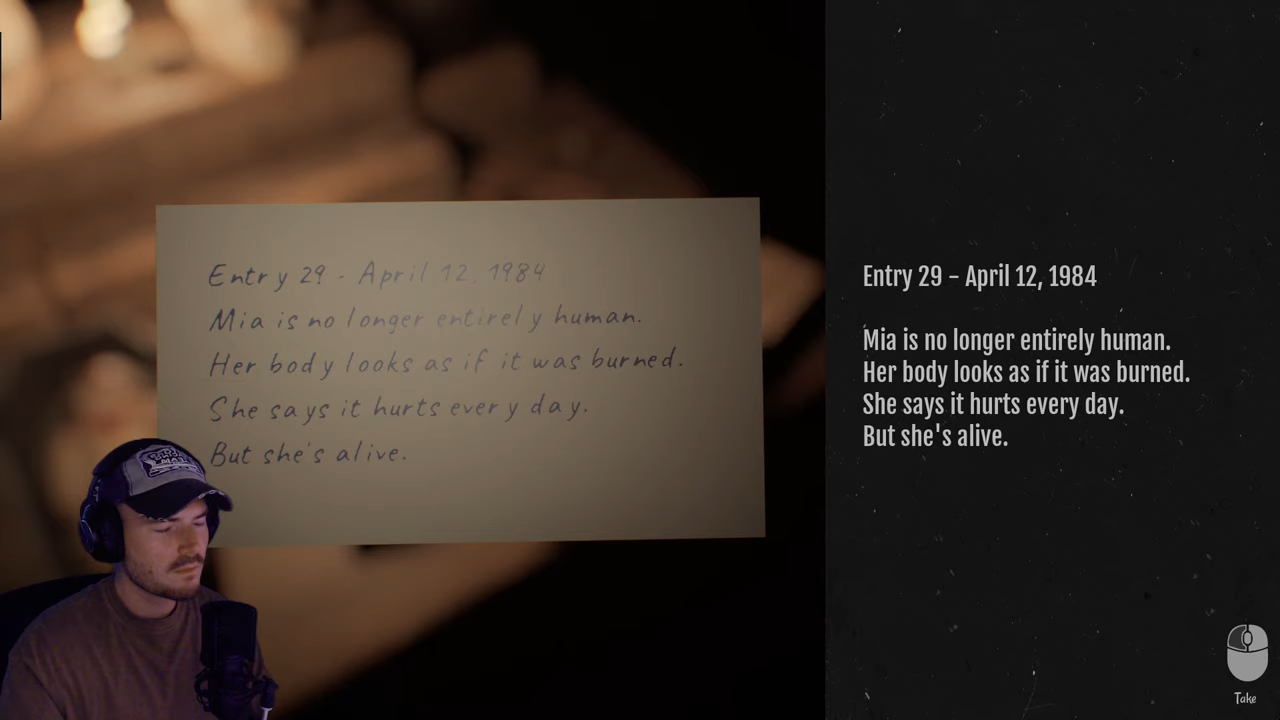 Entry 29 - April 12, 1984
Mia is no longer entirely human.
Her body looks as if it was burned.
She says it hurts every day.
But she's alive.
Entry 29 – April 12, 1984
Mia is no longer entirely human.
Her body looks as if it was burned.
She says it hurts every day.
But she's alive.
Take